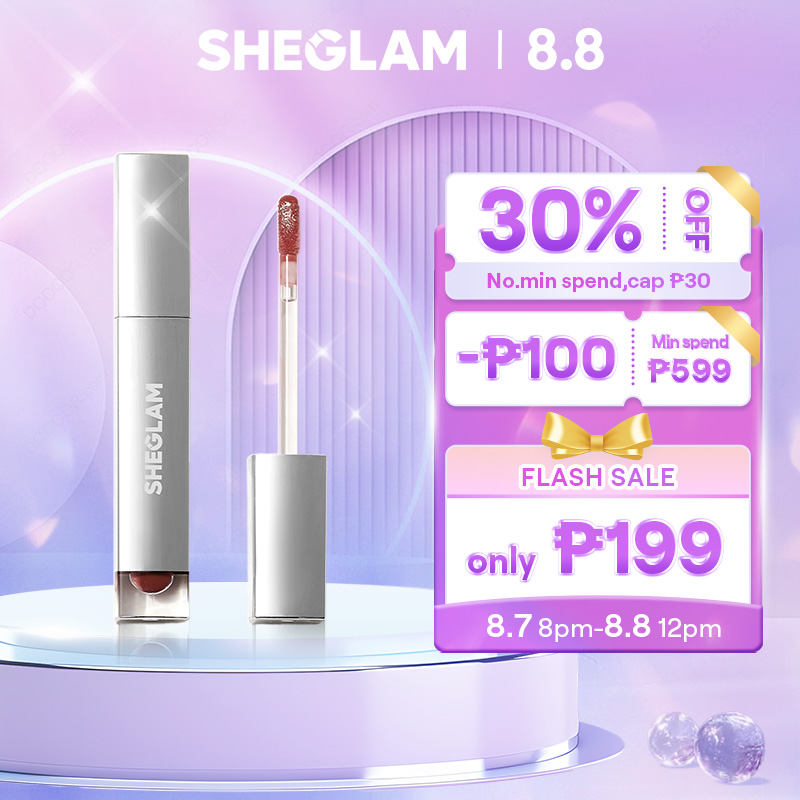 SHEGLAM | 8.8
30% OFF
No.min spend,cap ₱30
-₱100
Min spend
₱599
FLASH SALE
only ₱199
8.7 8pm-8.8 12pm
SHEGLAM